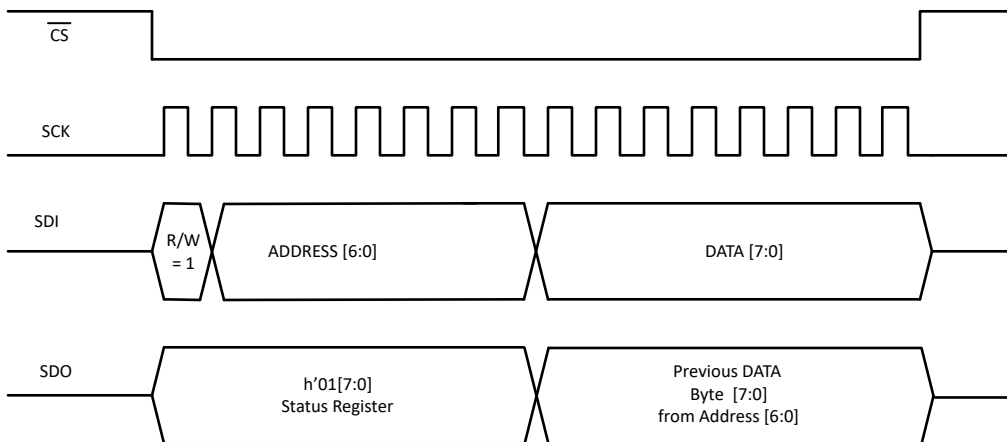 CS
SCK
SDI
R/W
= 1
ADDRESS [6:0]
DATA [7:0]
SDO
h'01[7:0]
Status Register
Previous DATA
Byte [7:0]
from Address [6:0]